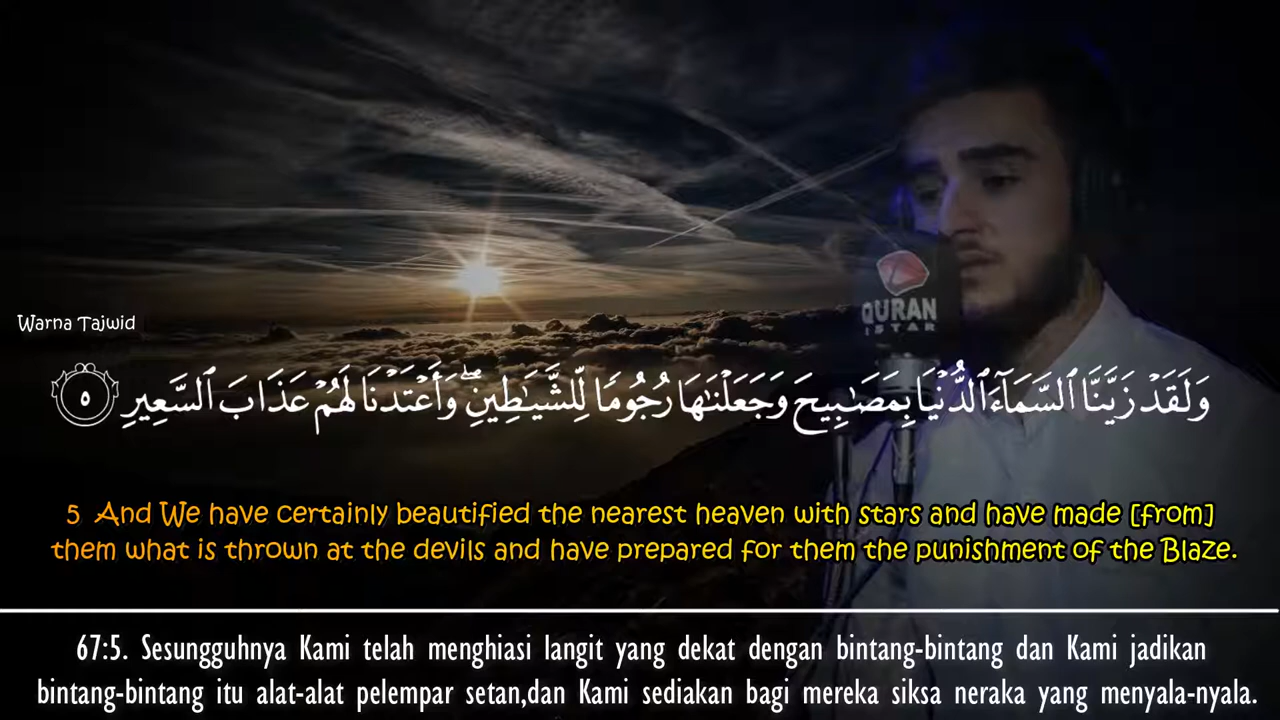 QURAN
ISTAR
Warna Tajwid
وَلَقَدْ زَيَّنَّا ٱلسَّمَآءَ ٱلدُّنْيَا بِمَصَٰبِيحَ وَجَعَلْنَٰهَا رُجُومًا لِّلشَّيَٰطِينِ ۖ وَأَعْتَدْنَا لَهُمْ عَذَابَ ٱلسَّعِيرِ ٥
5 And We have certainly beautified the nearest heaven with stars and have made [from]
them what is thrown at the devils and have prepared for them the punishment of the Blaze.
67:5. Sesungguhnya Kami telah menghiasi langit yang dekat dengan bintang-bintang dan Kami jadikan
bintang-bintang itu alat-alat pelempar setan,dan Kami sediakan bagi mereka siksa neraka yang menyala-nyala.